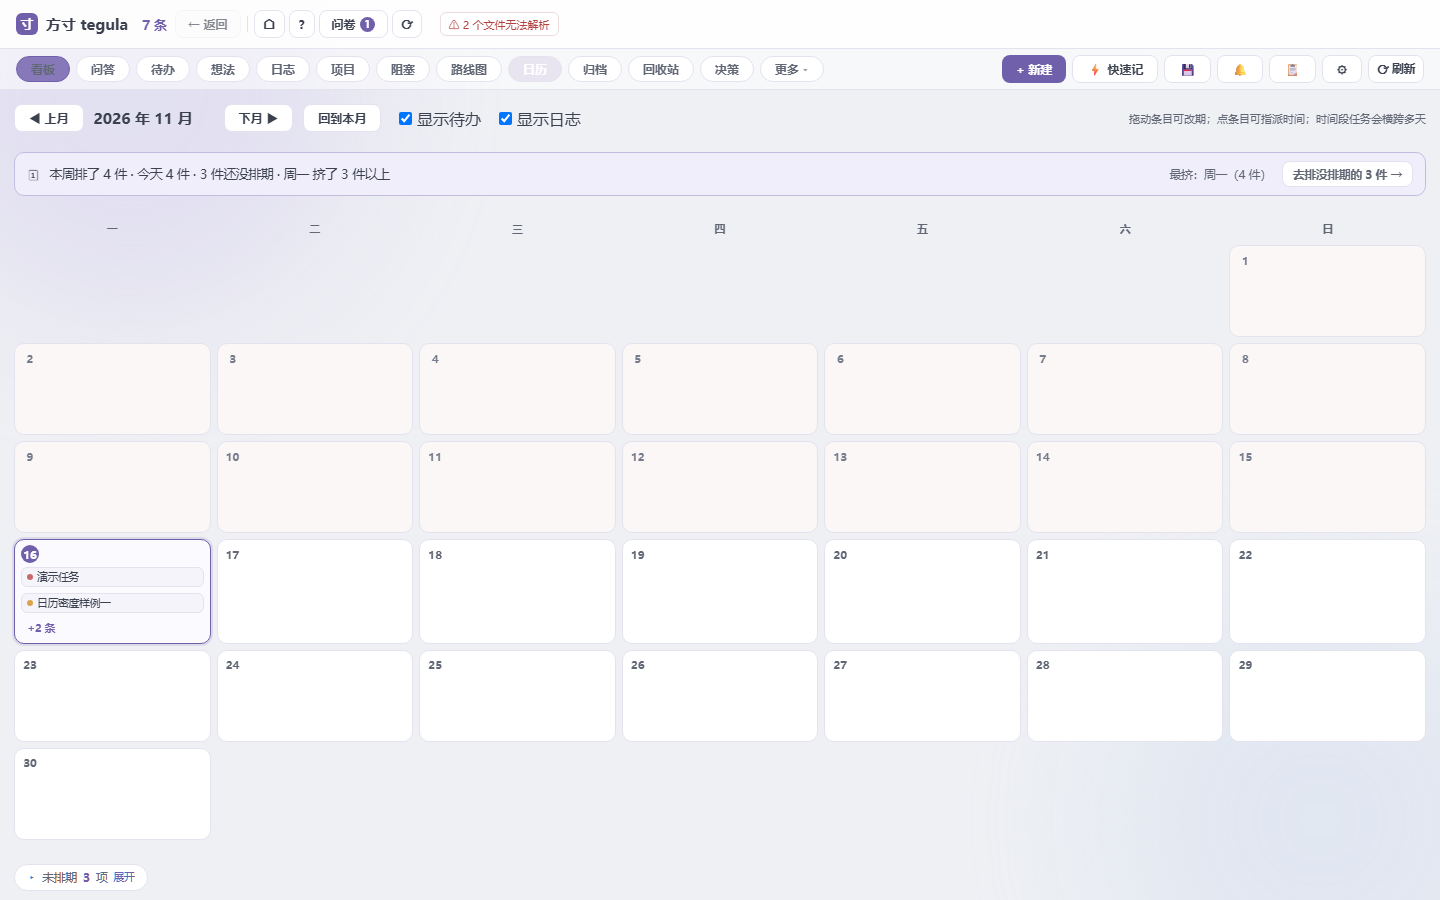 寸 方寸 tegula 7 条 ← 返回 ? 问卷 1 ⟳ ⚠ 2 个文件无法解析
看板 问答 待办 想法 日志 项目 阻塞 路线图 日历 归档 回收站 决策 更多 + 新建 快速记 刷新
◀ 上月 2026 年 11 月 下月 ▶ 回到本月 显示待办 显示日志 拖动条目可改期；点条目可指派时间；时间段任务会横跨多天
1 本周排了 4 件 · 今天 4 件 · 3 件还没排期 · 周一 挤了 3 件以上 最挤：周一（4 件） 去排没排期的 3 件 →
一 二 三 四 五 六 日
1
2 3 4 5 6 7 8
9 10 11 12 13 14 15
16 17 18 19 20 21 22
演示任务
日历密度样例一
+2 条
23 24 25 26 27 28 29
30
未排期 3 项 展开